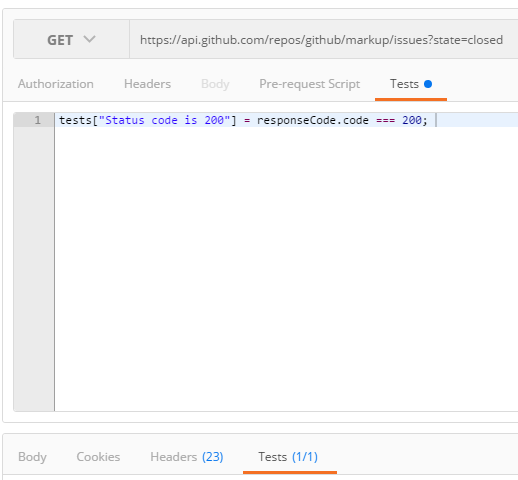 GET https://api.github.com/repos/github/markup/issues?state=closed
Authorization Headers Body Pre-request Script Tests
1 tests["Status code is 200"] = responseCode.code === 200;
Body Cookies Headers (23) Tests (1/1)